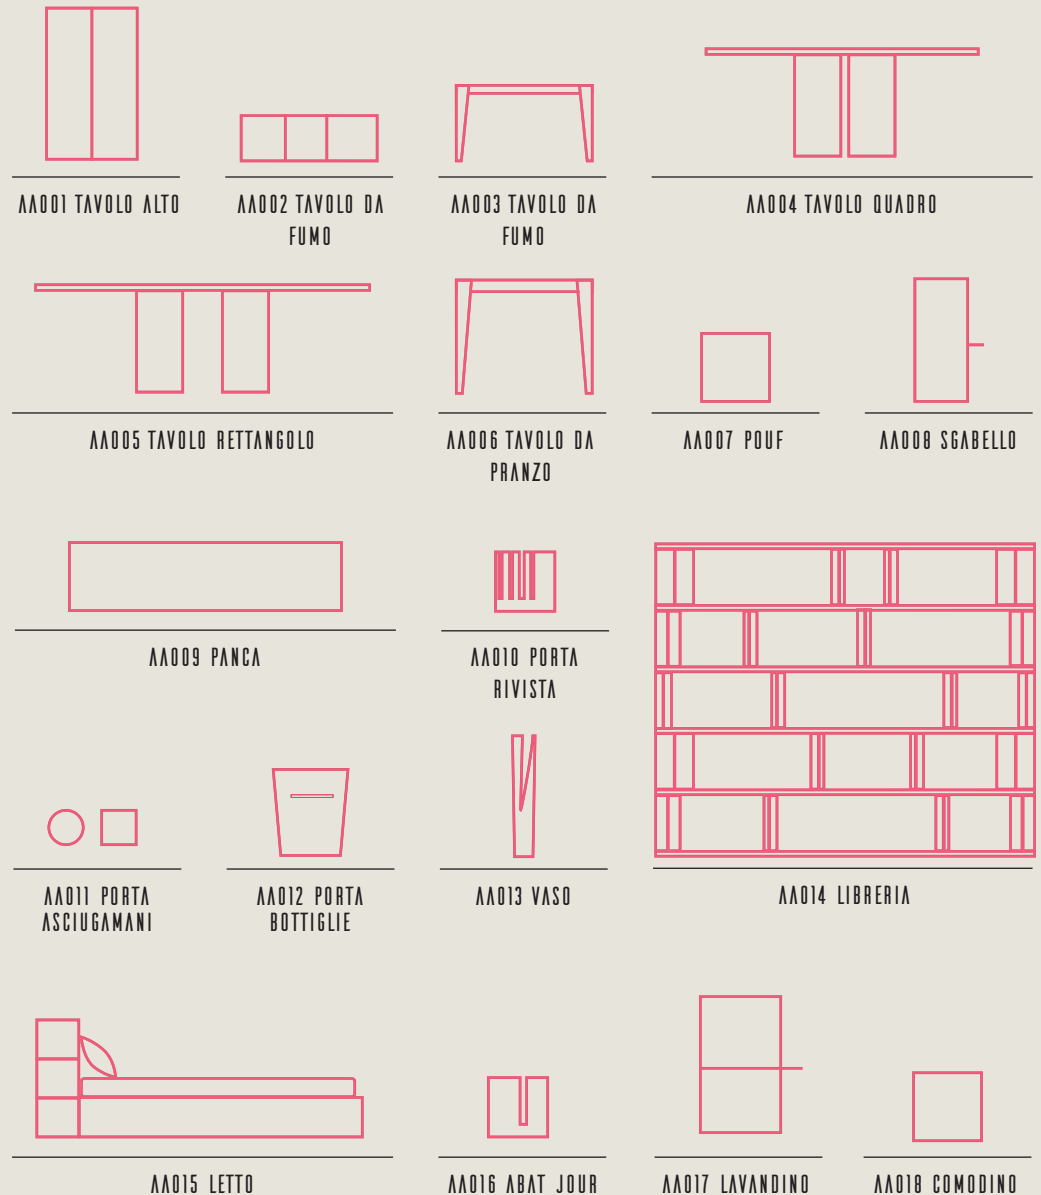 AA001 TAVOLO ALTO
AA002 TAVOLO DA
FUMO
AA003 TAVOLO DA
FUMO
AA004 TAVOLO QUADRO
AA005 TAVOLO RETTANGOLO
AA006 TAVOLO DA
PRANZO
AA007 POUF
AA008 SGABELLO
AA009 PANCA
AA010 PORTA
RIVISTA
AA011 PORTA
ASCIUGAMANI
AA012 PORTA
BOTTIGLIE
AA013 VASO
AA014 LIBRERIA
AA015 LETTO
AA016 ABAT JOUR
AA017 LAVANDINO
AA018 COMODINO